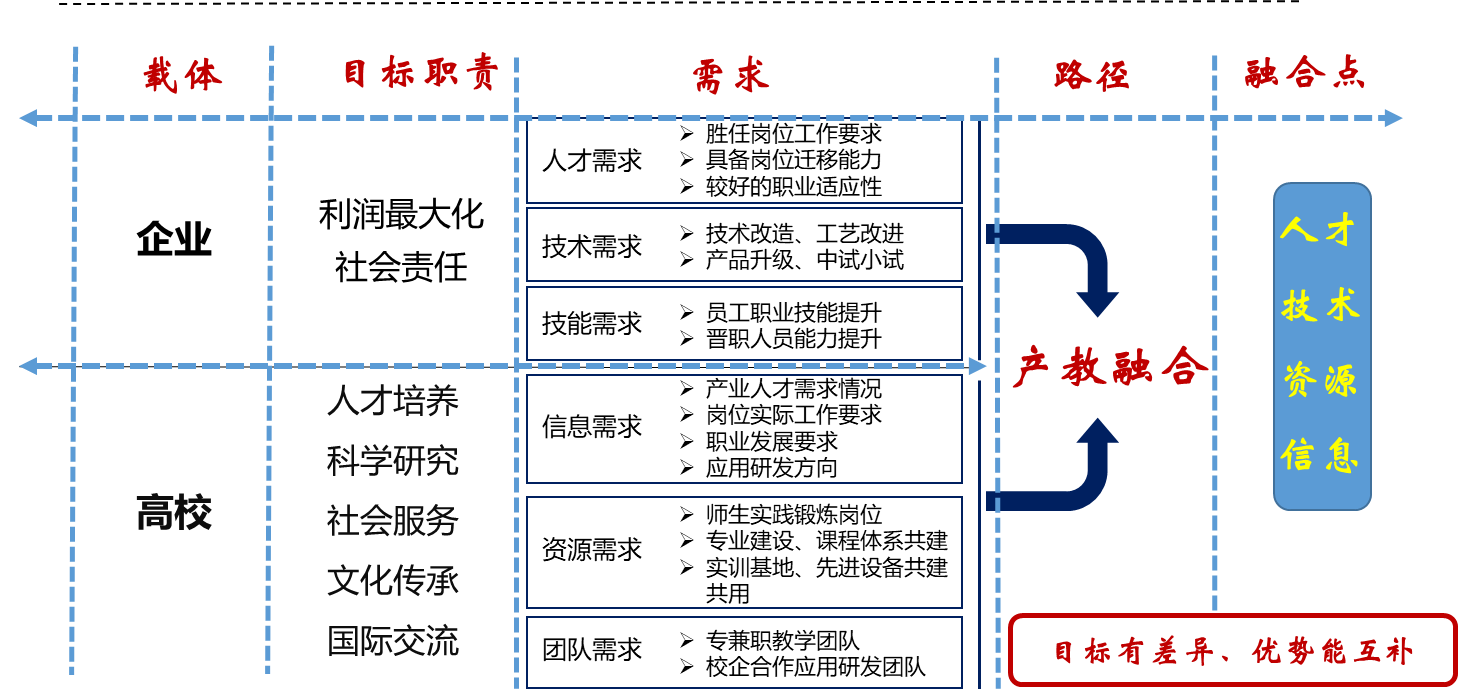 载体
目标职责
需求
路径
融合点
企业
利润最大化
社会责任
人才需求
胜任岗位工作要求
具备岗位迁移能力
较好的职业适应性
技术需求
技术改造、工艺改进
产品升级、中试小试
技能需求
员工职业技能提升
晋职人员能力提升
高校
人才培养
科学研究
社会服务
文化传承
国际交流
信息需求
产业人才需求情况
岗位实际工作要求
职业发展要求
应用研发方向
资源需求
师生实践锻炼岗位
专业建设、课程体系共建
实训基地、先进设备共建
共用
团队需求
专兼职教学团队
校企合作应用研发团队
产教融合
人才
技术
资源
信息
目标有差异、优势能互补